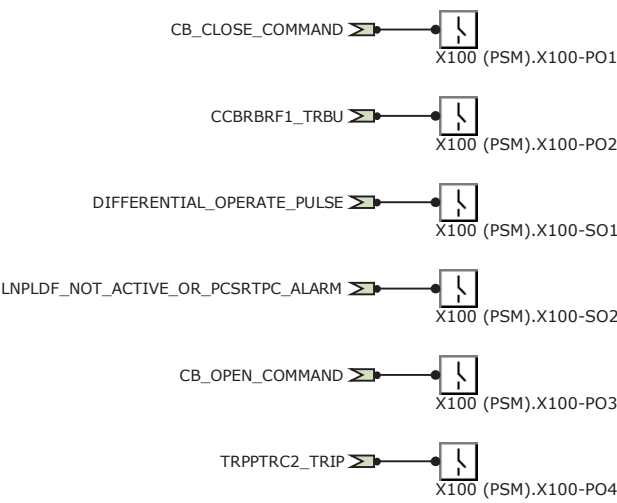 CB_CLOSE_COMMAND
X100 (PSM).X100-PO1
CCBRBRF1_TRBU
X100 (PSM).X100-PO2
DIFFERENTIAL_OPERATE_PULSE
X100 (PSM).X100-SO1
LNPLDF_NOT_ACTIVE_OR_PCSRTPC_ALARM
X100 (PSM).X100-SO2
CB_OPEN_COMMAND
X100 (PSM).X100-PO3
TRPPTRC2_TRIP
X100 (PSM).X100-PO4